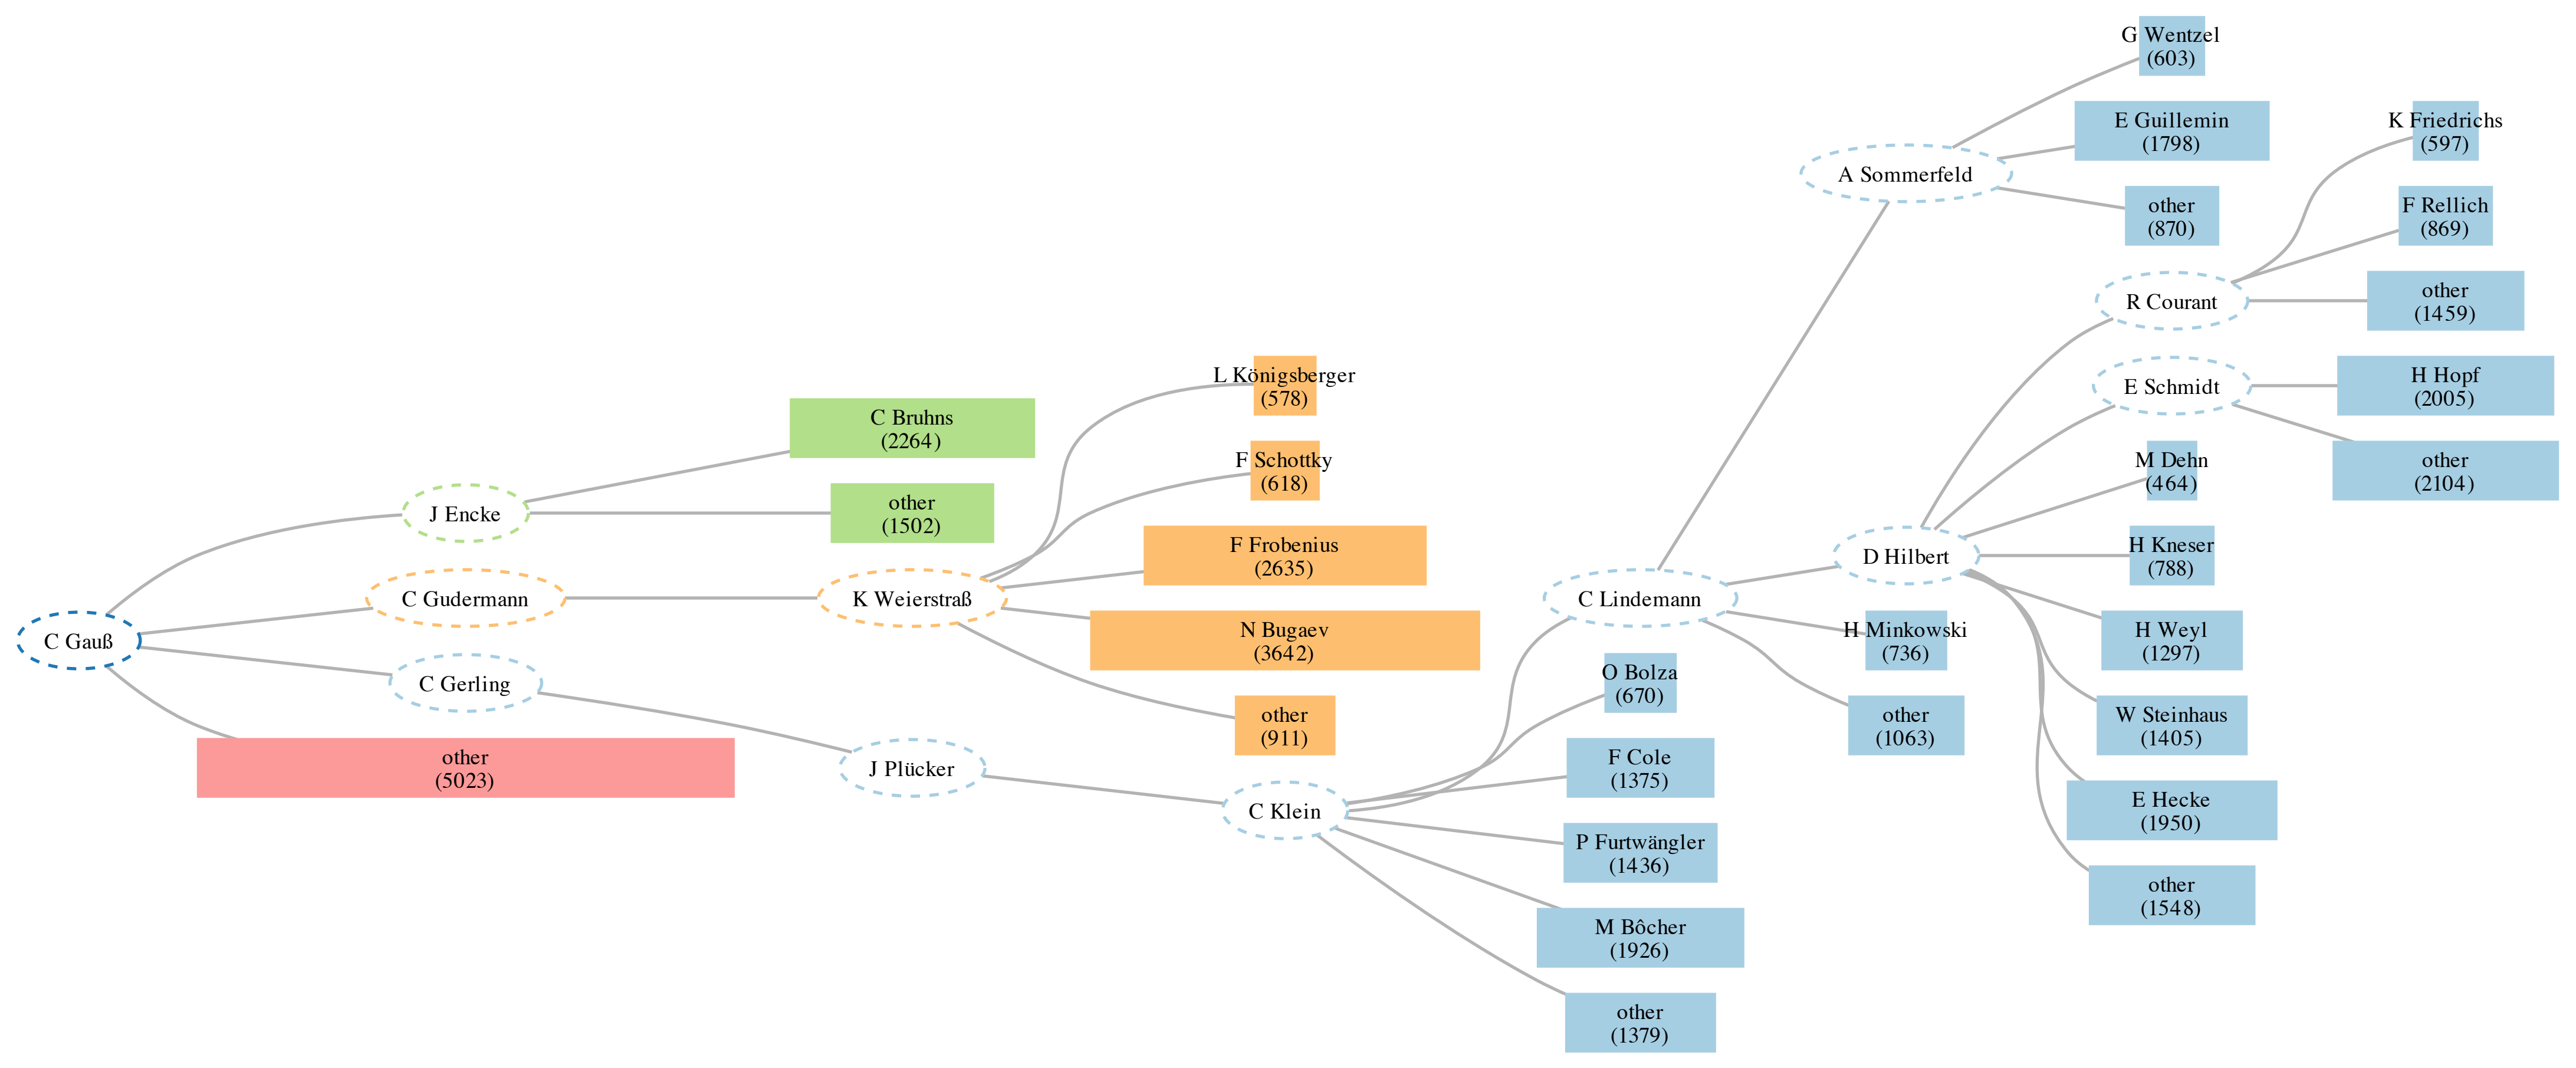 G Wentzel
(603)
E Guillemin
(1798)
K Friedrichs
(597)
A Sommerfeld
other
(870)
F Rellich
(869)
R Courant
other
(1459)
L Königsberger
(578)
E Schmidt
H Hopf
(2005)
C Bruhns
(2264)
F Schottky
(618)
M Dehn
(464)
other
(2104)
J Encke
other
(1502)
F Frobenius
(2635)
D Hilbert
H Kneser
(788)
C Gudermann
K Weierstraß
C Lindemann
C Gauß
N Bugaev
(3642)
H Minkowski
(736)
H Weyl
(1297)
C Gerling
O Bolza
(670)
other
(911)
other
(1063)
W Steinhaus
(1405)
other
(5023)
J Plücker
F Cole
(1375)
C Klein
E Hecke
(1950)
P Furtwängler
(1436)
other
(1548)
M Bôcher
(1926)
other
(1379)